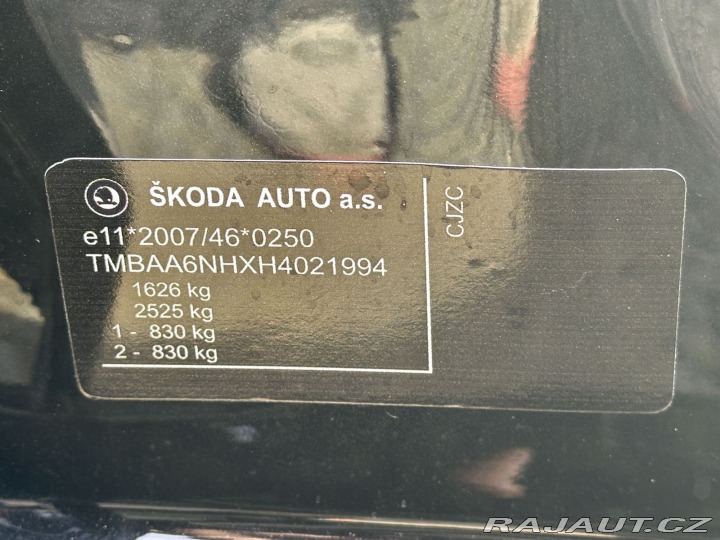 ŠKODA AUTO a.s.
e11*2007/46*0250
TMBAA6NHXH4021994
1626 kg
2525 kg
1 - 830 kg
2 - 830 kg
CJZC
RAJAUT.CZ